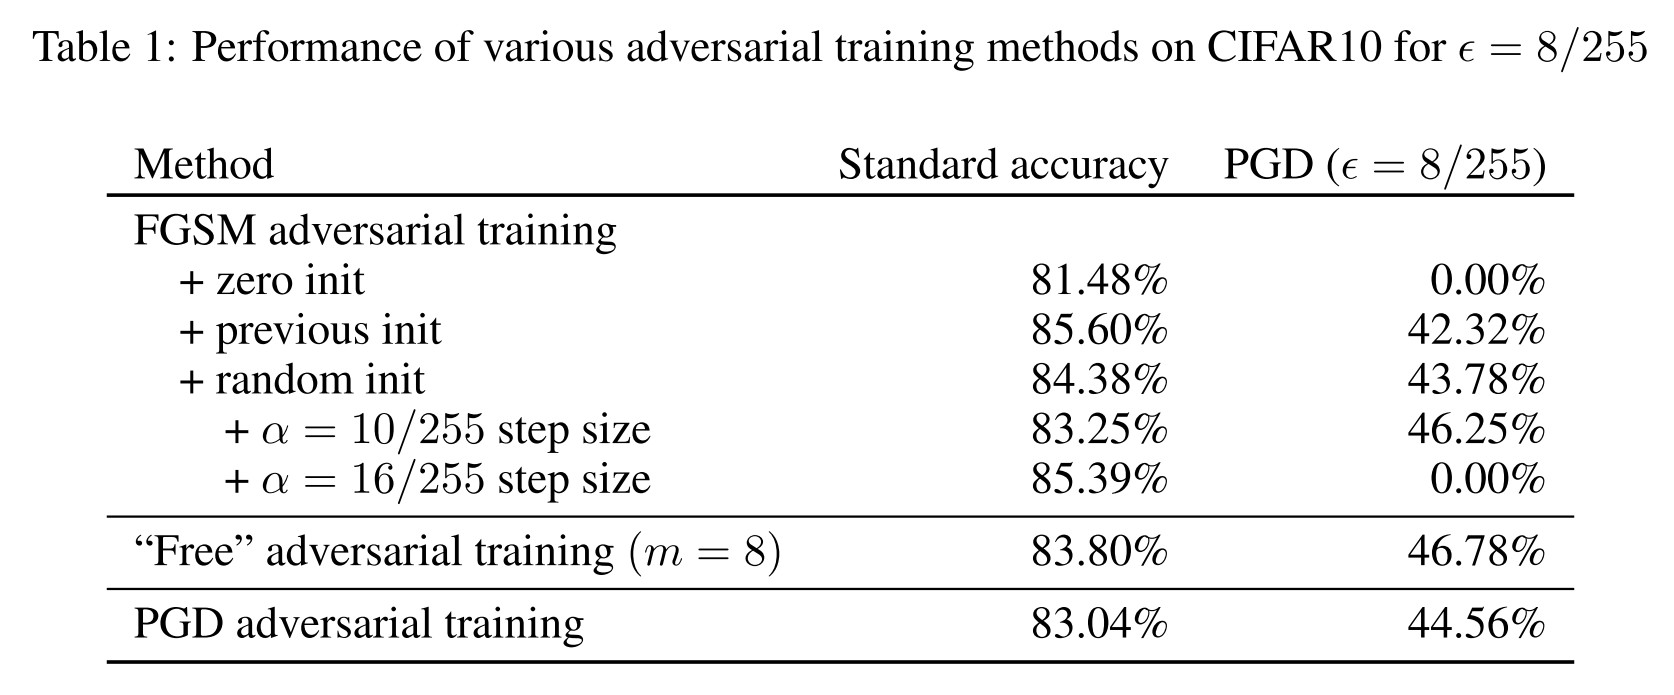 Table 1: Performance of various adversarial training methods on CIFAR10 for ϵ = 8/255
Method Standard accuracy PGD (ϵ = 8/255)
FGSM adversarial training
+ zero init 81.48% 0.00%
+ previous init 85.60% 42.32%
+ random init 84.38% 43.78%
+ α = 10/255 step size 83.25% 46.25%
+ α = 16/255 step size 85.39% 0.00%
“Free” adversarial training (m = 8) 83.80% 46.78%
PGD adversarial training 83.04% 44.56%